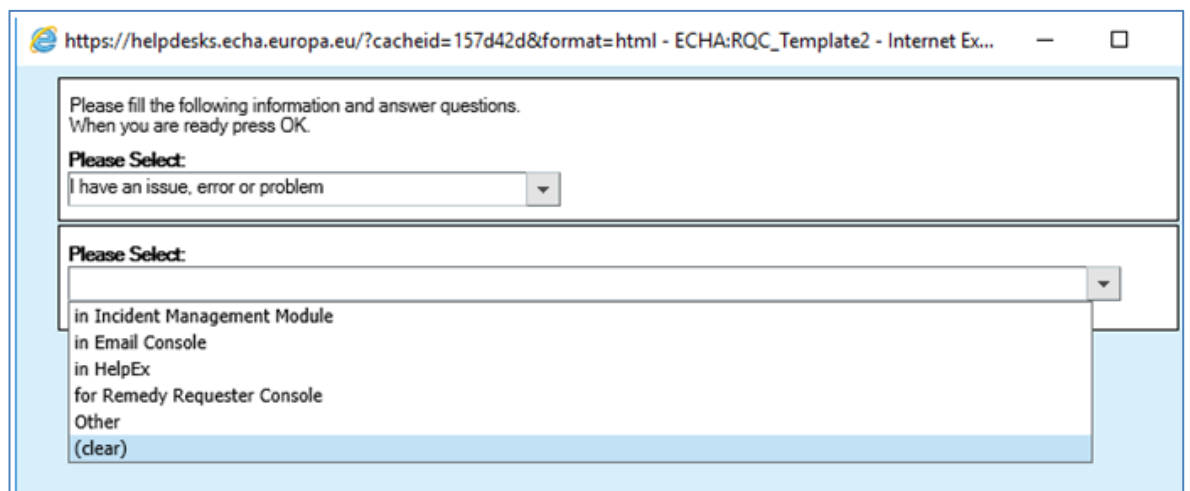 https://helpdesks.echa.europa.eu/?cacheid=157d42d&format=html - ECHA:RQC_Template2 - Internet Ex...
Please fill the following information and answer questions.
When you are ready press OK.
Please Select:
I have an issue, error or problem
Please Select:
in Incident Management Module
in Email Console
in HelpEx
for Remedy Requester Console
Other
(clear)